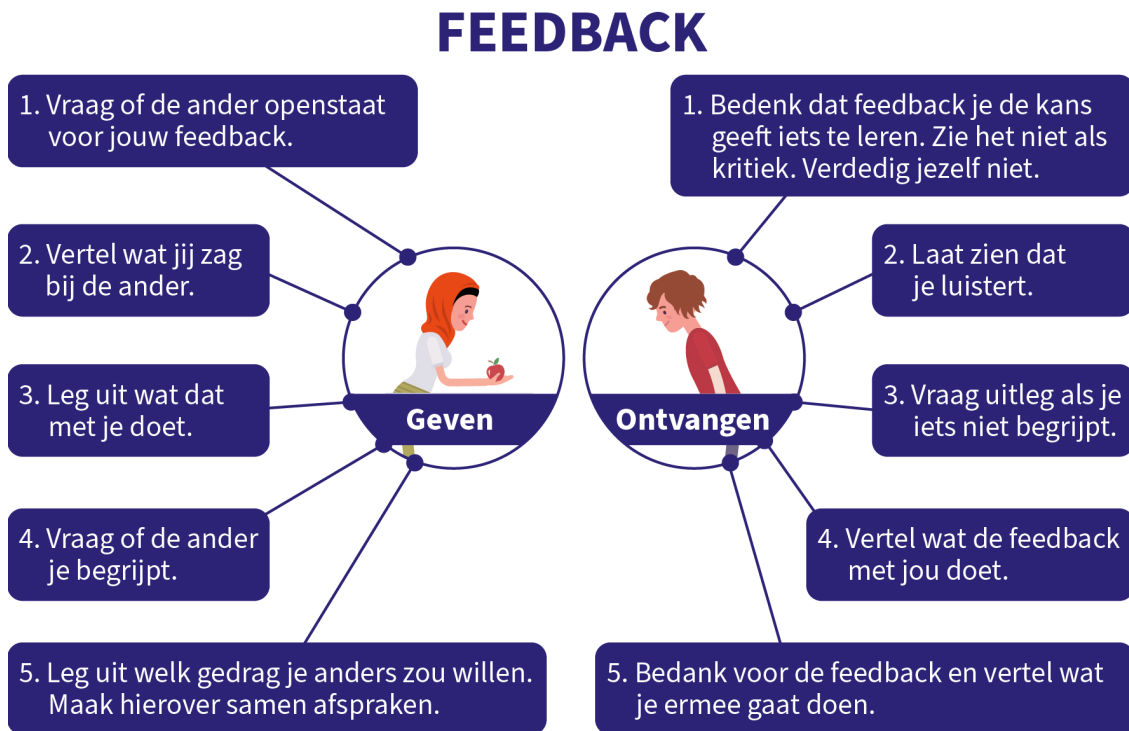 FEEDBACK
1. Vraag of de ander openstaat
voor jouw feedback.
2. Vertel wat jij zag
bij de ander.
3. Leg uit wat dat
met je doet.
4. Vraag of de ander
je begrijpt.
5. Leg uit welk gedrag je anders zou willen.
Maak hierover samen afspraken.
Geven
Ontvangen
1. Bedenk dat feedback je de kans
geeft iets te leren. Zie het niet als
kritiek. Verdedig jezelf niet.
2. Laat zien dat
je luistert.
3. Vraag uitleg als je
iets niet begrijpt.
4. Vertel wat de feedback
met jou doet.
5. Bedank voor de feedback en vertel wat
je ermee gaat doen.